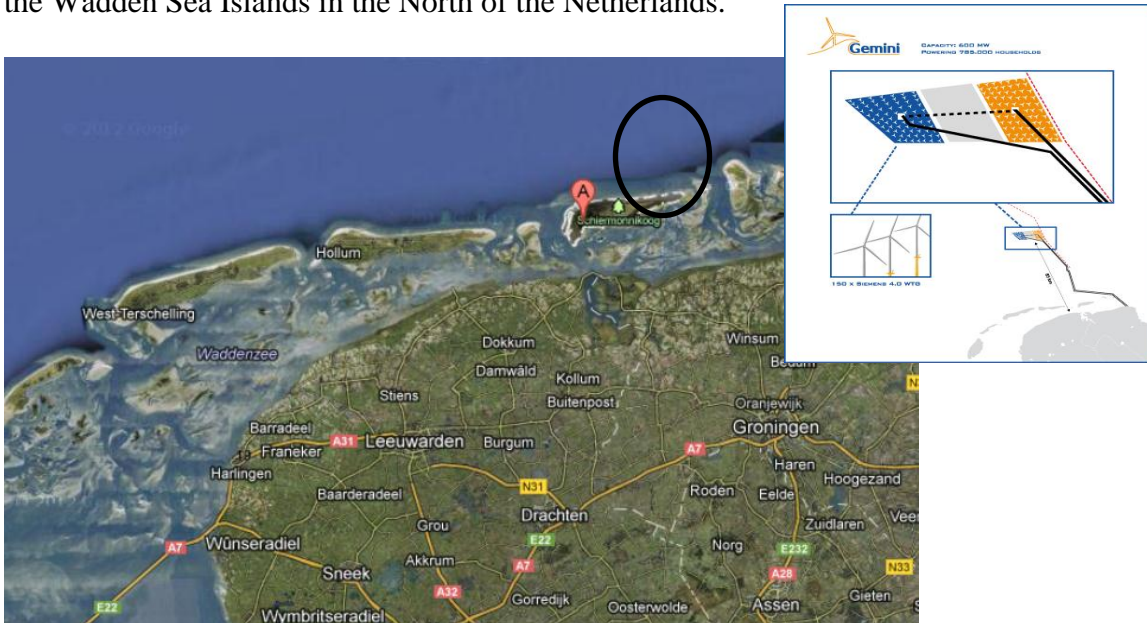 the Wadden Sea Islands in the North of the Netherlands.
Gemini
CAPACITY: 600 MW
POWERING 785.000 HOUSEHOLDS
150 x SIEMENS 4.0 WTG
A
Schiermonnikoog
Hollum
West-Terschelling
Waddenzee
Dokkum
Winsum
Damwâld
Kollum
Stiens
Buitenpost
Oranjewijk
Barradeel
A31
Leeuwarden
Burgum
Groningen
Franeker
A7
Harlingen
Haren
Hoogezand
N31
Roden
Eelde
Baarderadeel
Drachten
Zuidlaren
Grou
E22
A7
Wûnseradiel
Norg
E232
Akkrum
A7
N33
Sneek
A28
A32
Gorredijk
Gieten
E22
Oosterwolde
Assen
Wymbritseradiel